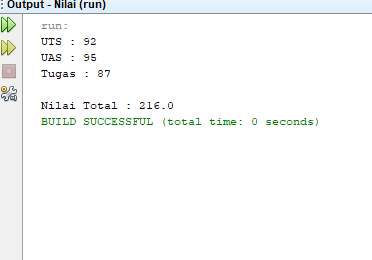 Output - Nilai (run)
run:
UTS : 92
UAS : 95
Tugas : 87
Nilai Total : 216.0
BUILD SUCCESSFUL (total time: 0 seconds)